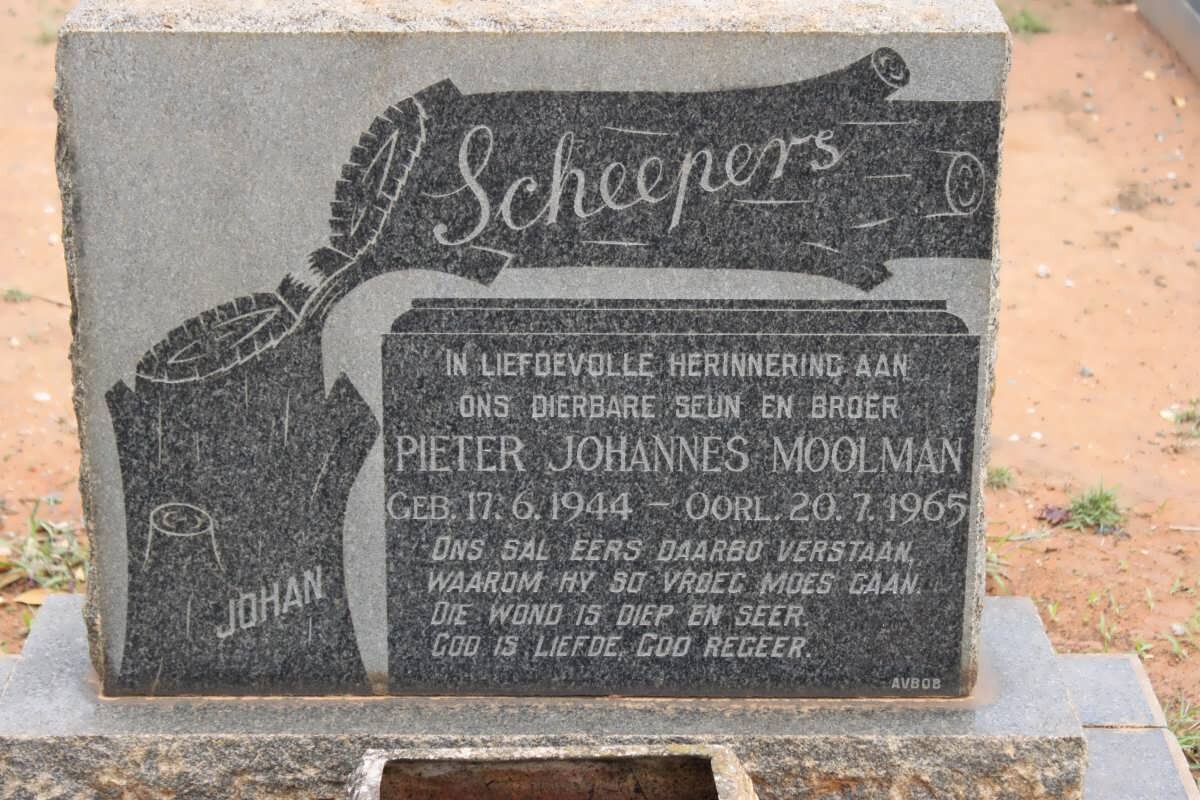 Scheepers
IN LIEFDEVOLLE HERINNERING AAN
ONS DIERBARE SEUN EN BROER
PIETER JOHANNES MOOLMAN
GEB. 17. 6. 1944 – OORL. 20. 7. 1965
ONS SAL EERS DAARBO VERSTAAN,
WAAROM HY SO VROEG MOES GAAN.
DIE WOND IS DIEP EN SEER.
GOD IS LIEFDE, GOD REGEER.
JOHAN
AVBOB